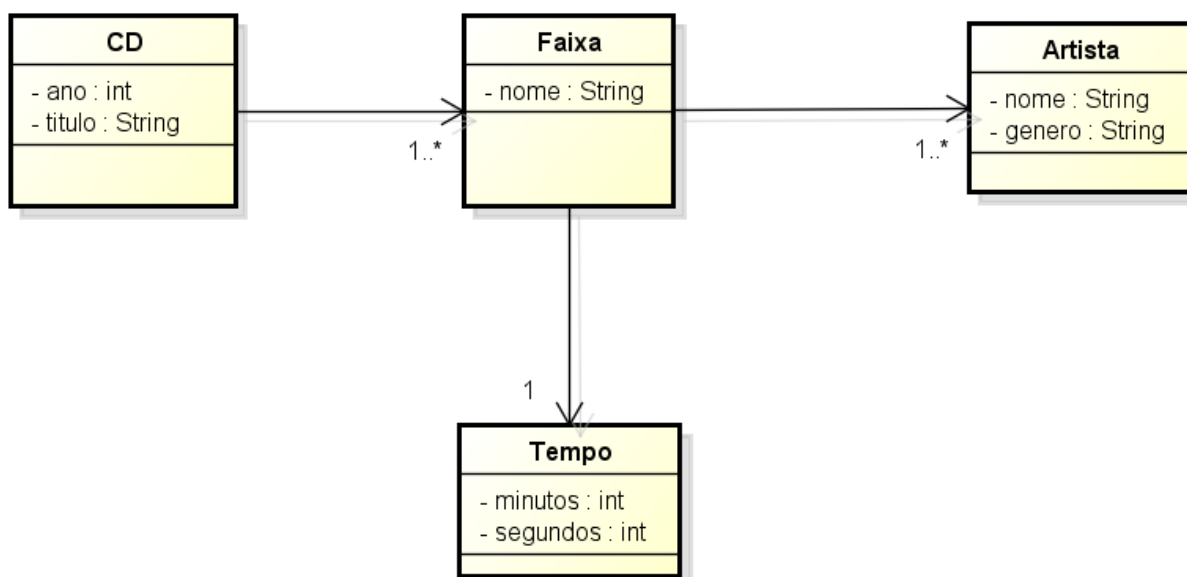 CD
- ano : int
- titulo : String
1..*
Faixa
- nome : String
1..*
Artista
- nome : String
- genero : String
1
Tempo
- minutos : int
- segundos : int